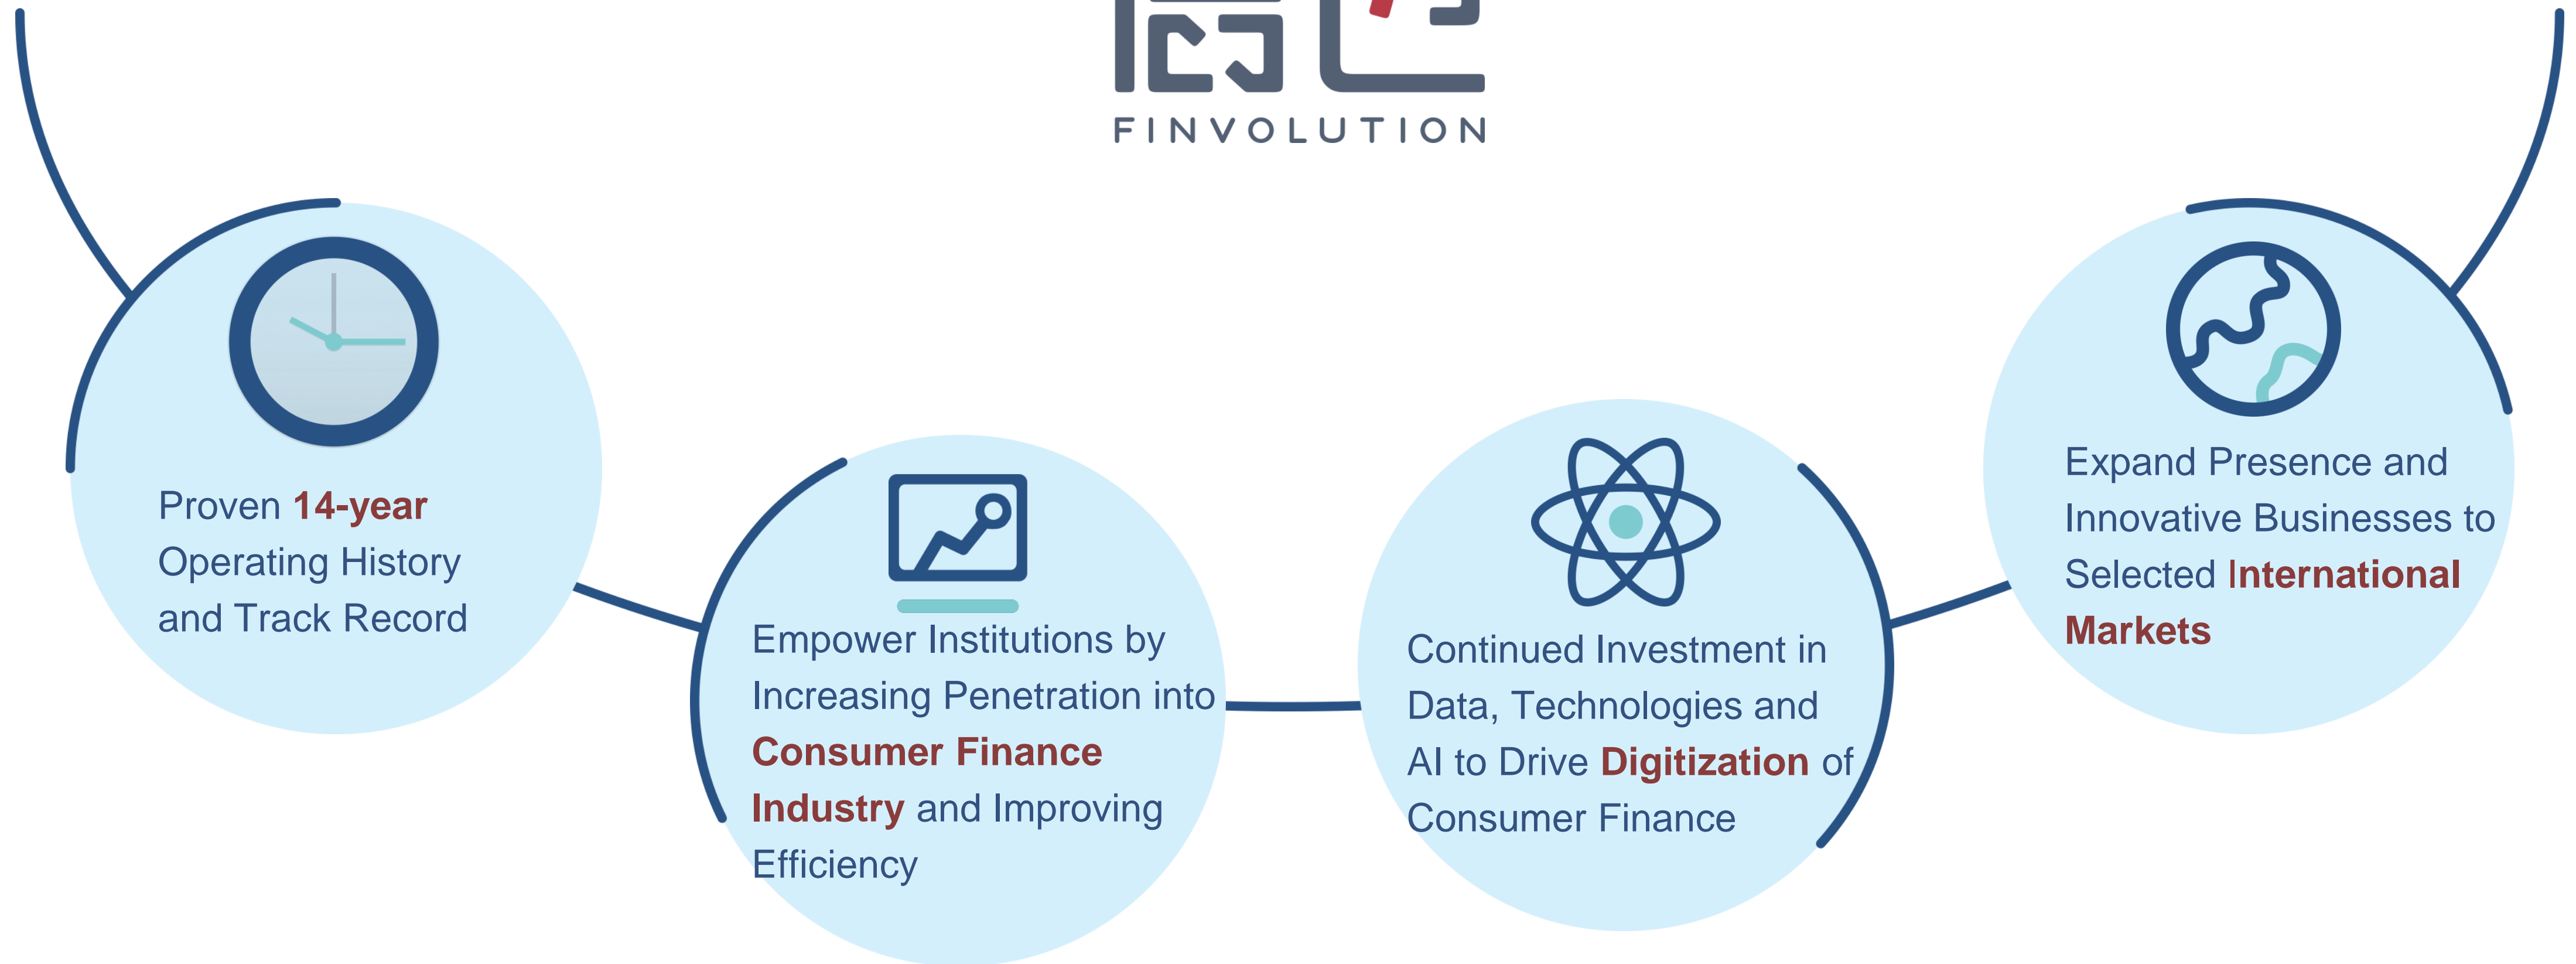 FINVOLUTION
Proven 14-year
Operating History
and Track Record
Empower Institutions by
Increasing Penetration into
Consumer Finance
Industry and Improving
Efficiency
Continued Investment in
Data, Technologies and
AI to Drive Digitization of
Consumer Finance
Expand Presence and
Innovative Businesses to
Selected International
Markets